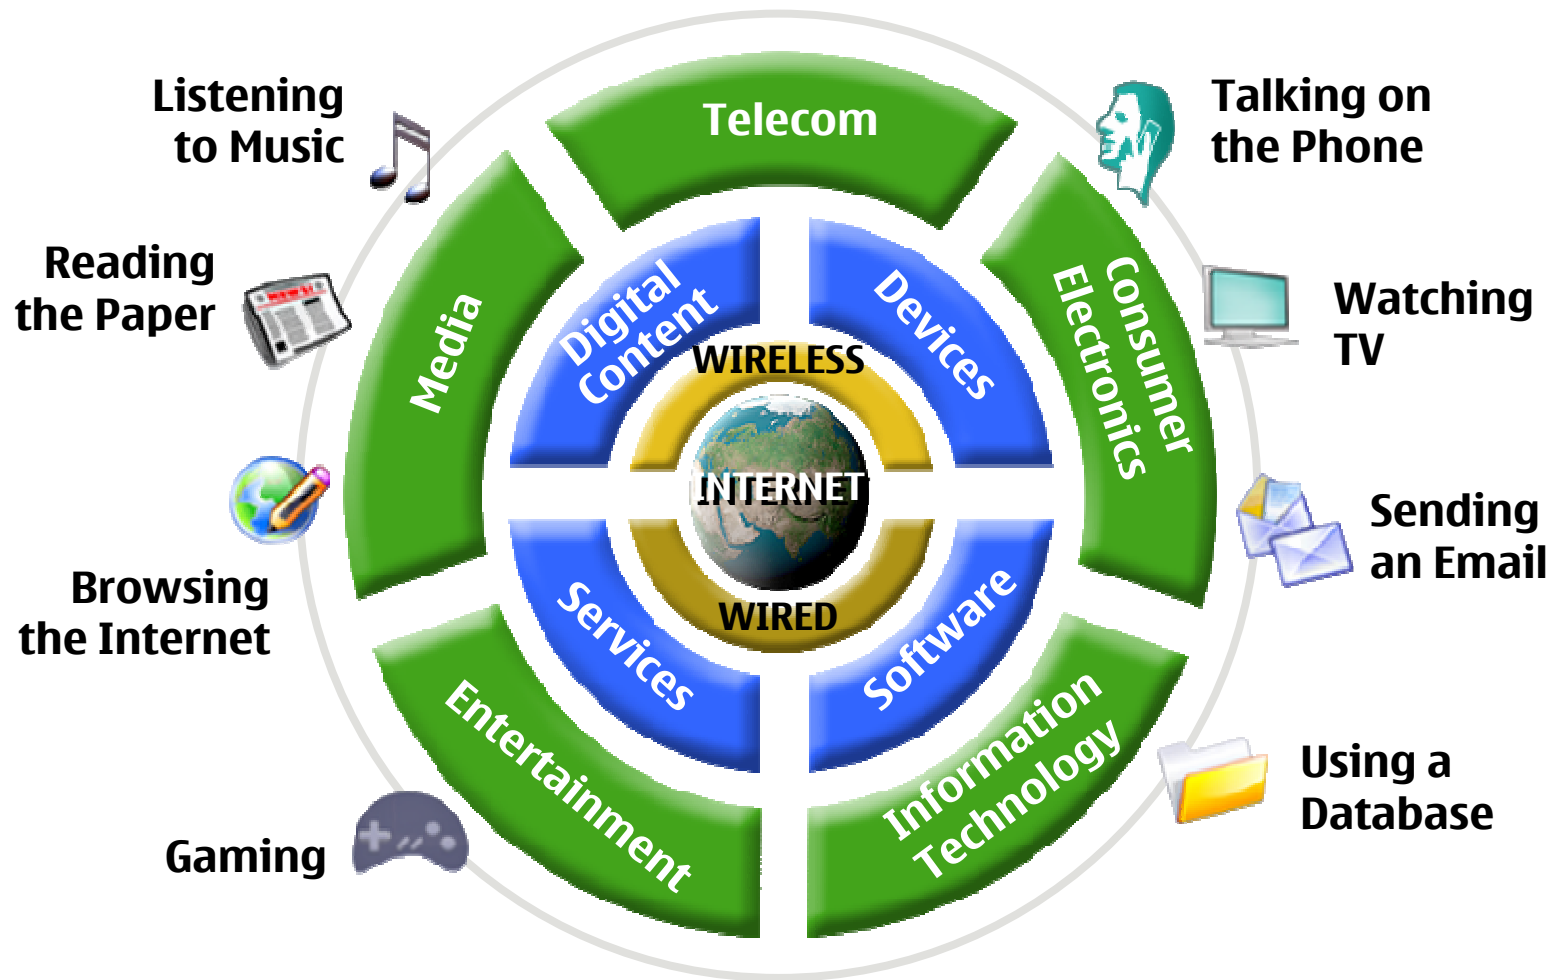 Listening
to Music
Telecom
Talking on
the Phone
Reading
the Paper
Media
Digital
Content
Devices
Consumer
Electronics
Watching
TV
WIRELESS
INTERNET
WIRED
Browsing
the Internet
Services
Software
Sending
an Email
Entertainment
Information
Technology
Using a
Database
Gaming
NEWS!